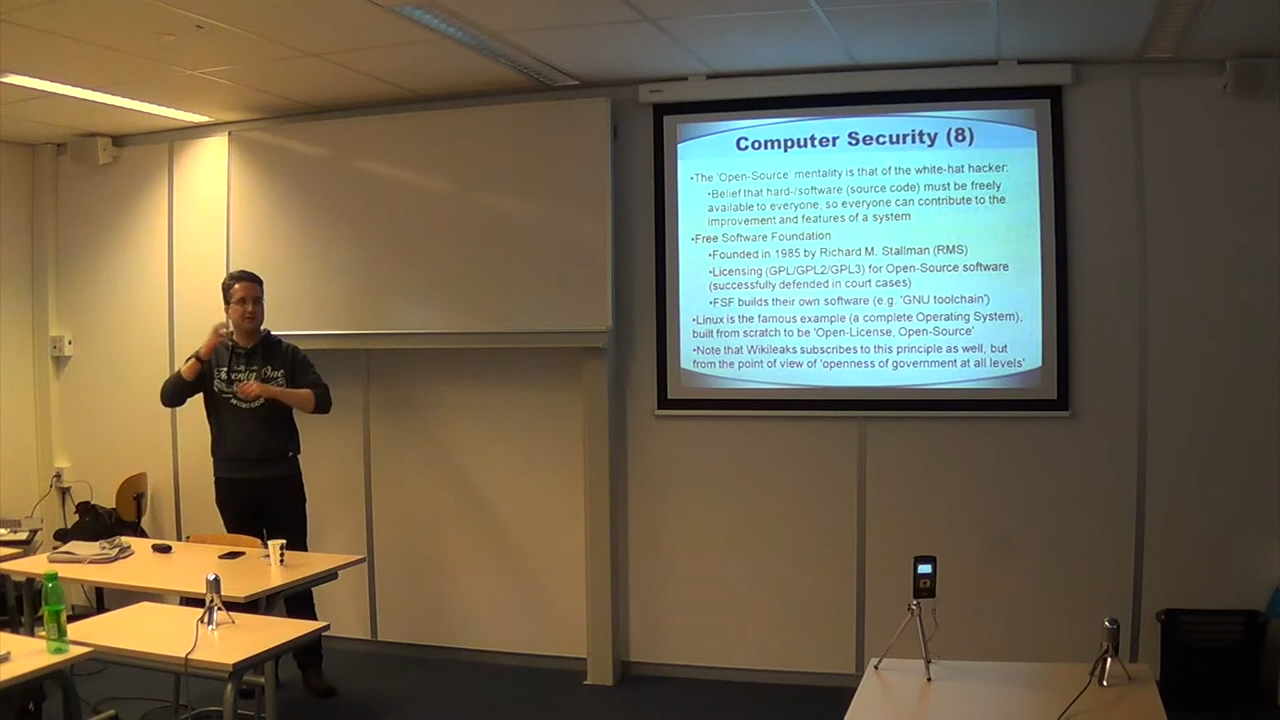 Computer Security (8)
•The 'Open-Source' mentality is that of the white-hat hacker:
•Belief that hard-/software (source code) must be freely
available to everyone, so everyone can contribute to the
improvement and features of a system
•Free Software Foundation
•Founded in 1985 by Richard M. Stallman (RMS)
•Licensing (GPL/GPL2/GPL3) for Open-Source software
(successfully defended in court cases)
•FSF builds their own software (e.g. 'GNU toolchain')
•Linux is the famous example (a complete Operating System),
built from scratch to be 'Open-License, Open-Source'
•Note that Wikileaks subscribes to this principle as well, but
from the point of view of 'openness of government at all levels'
Twenty One